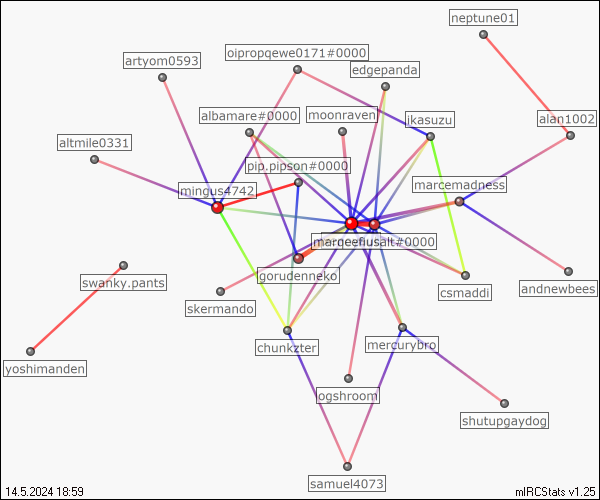 neptune01
artyom0593
oipropqewe0171#0000
edgepanda
albamare#0000
moonraven
ikasuzu
alan1002
altmile0331
pip.pipson#0000
mingus4742
marcemadness
#0000
gorudenneko
swanky.pants
csmaddi
andnewbees
skermando
chunkzter
mercurybro
yoshimanden
ogshroom
shutupgaydog
samuel4073
14.5.2024 18:59
mIRCStats v1.25